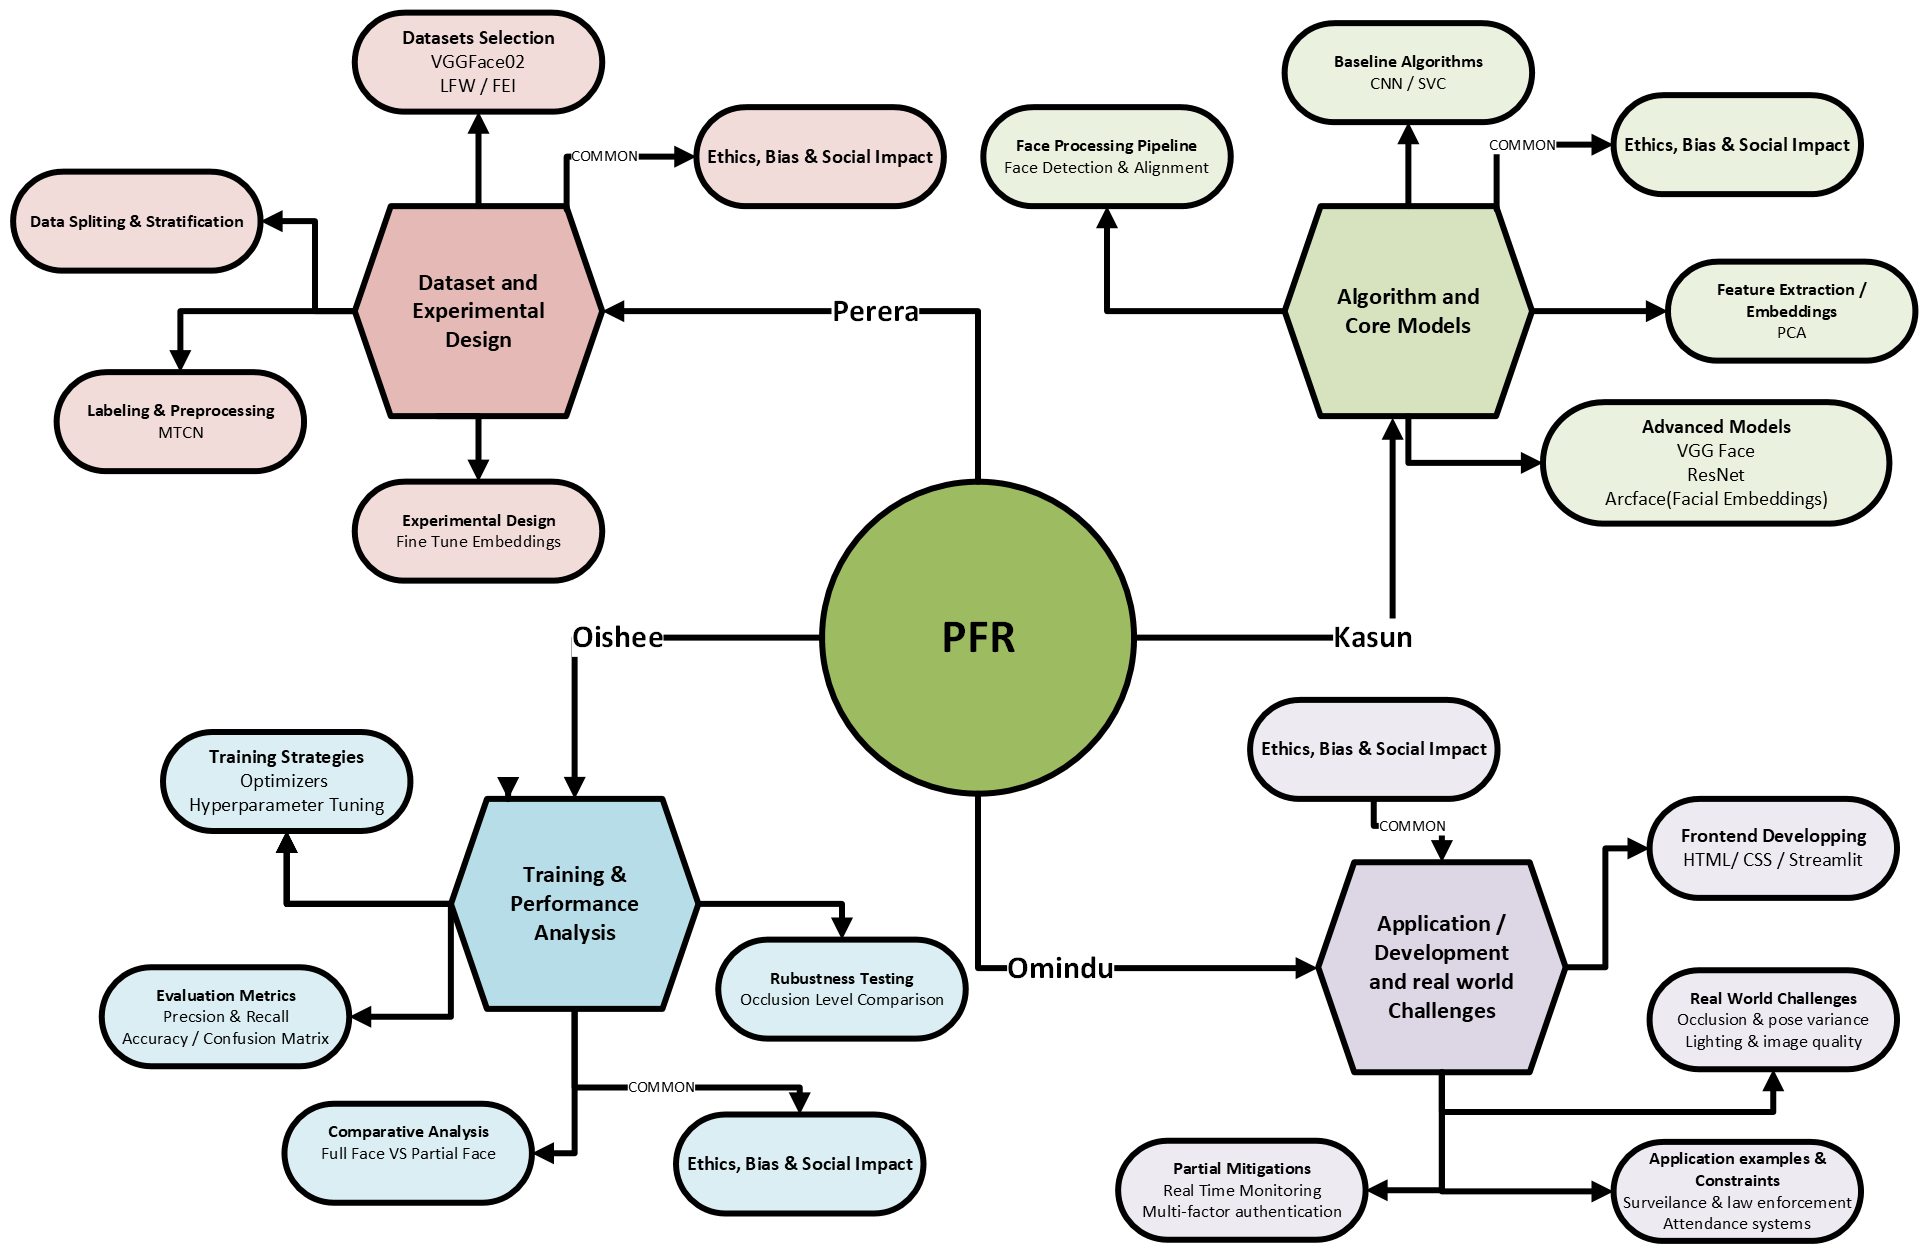 Datasets Selection
VGGFace02
LFW / FEI
COMMON
Ethics, Bias & Social Impact
Data Spliting & Stratification
Dataset and
Experimental
Design
Labeling & Preprocessing
MTCN
Experimental Design
Fine Tune Embeddings
Perera
Baseline Algorithms
CNN / SVC
Face Processing Pipeline
Face Detection & Alignment
COMMON
Ethics, Bias & Social Impact
Algorithm and
Core Models
Feature Extraction /
Embeddings
PCA
Advanced Models
VGG Face
ResNet
Arcface(Facial Embeddings)
PFR
Oishee
Kasun
Omindu
Training Strategies
Optimizers
Hyperparameter Tuning
Training &
Performance
Analysis
Evaluation Metrics
Precsion & Recall
Accuracy / Confusion Matrix
Rubustness Testing
Occlusion Level Comparison
Comparative Analysis
Full Face VS Partial Face
COMMON
Ethics, Bias & Social Impact
Ethics, Bias & Social Impact
COMMON
Application /
Development
and real world
Challenges
Frontend Developping
HTML/ CSS / Streamlit
Real World Challenges
Occlusion & pose variance
Lighting & image quality
Partial Mitigations
Real Time Monitoring
Multi-factor authentication
Application examples &
Constraints
Surveilance & law enforcement
Attendance systems